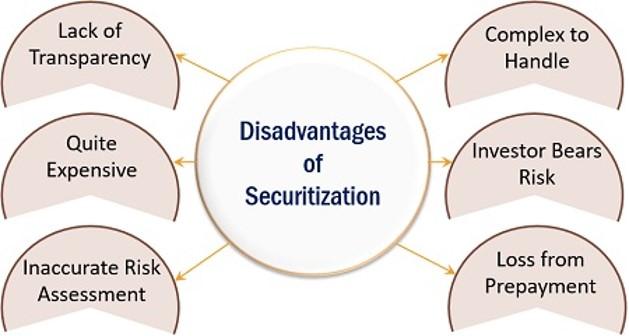 Lack of
Transparency
Complex to
Handle
Quite
Expensive
Disadvantages
of
Securitization
Investor Bears
Risk
Inaccurate Risk
Assessment
Loss from
Prepayment